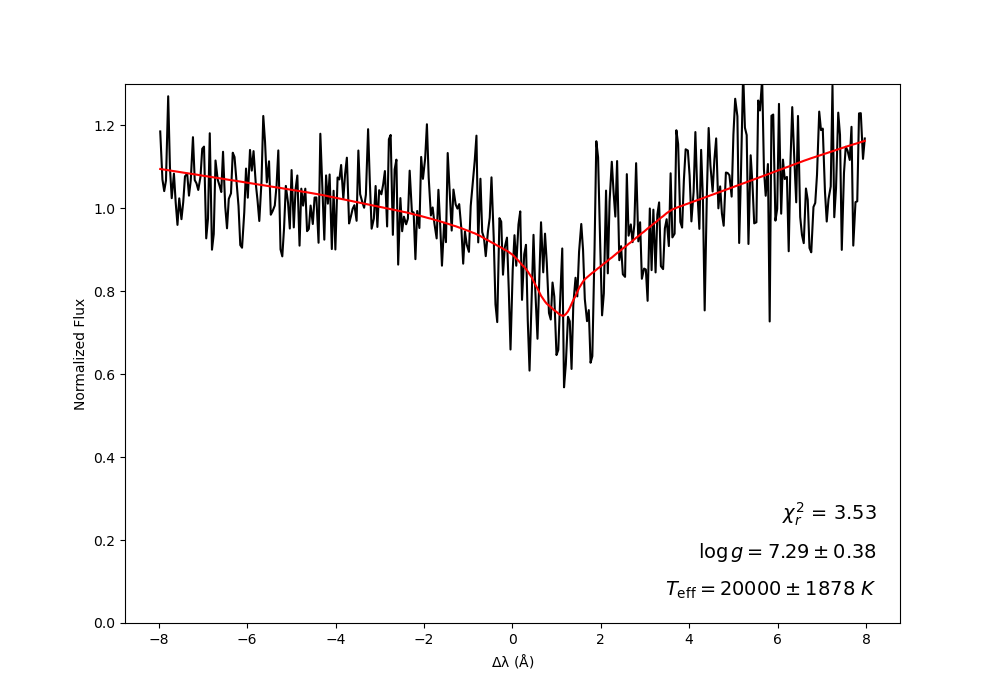 1.2
1.0
0.8
0.6
0.4
0.2
0.0
Normalized Flux
χ²ᵣ = 3.53
log g = 7.29 ± 0.38
T_eff = 20000 ± 1878 K
−8 −6 −4 −2 0 2 4 6 8
Δλ (Å)